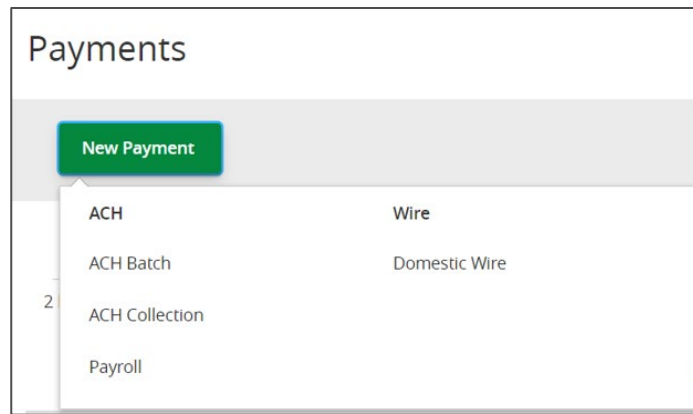 Payments
New Payment
ACH
Wire
ACH Batch
Domestic Wire
2
ACH Collection
Payroll